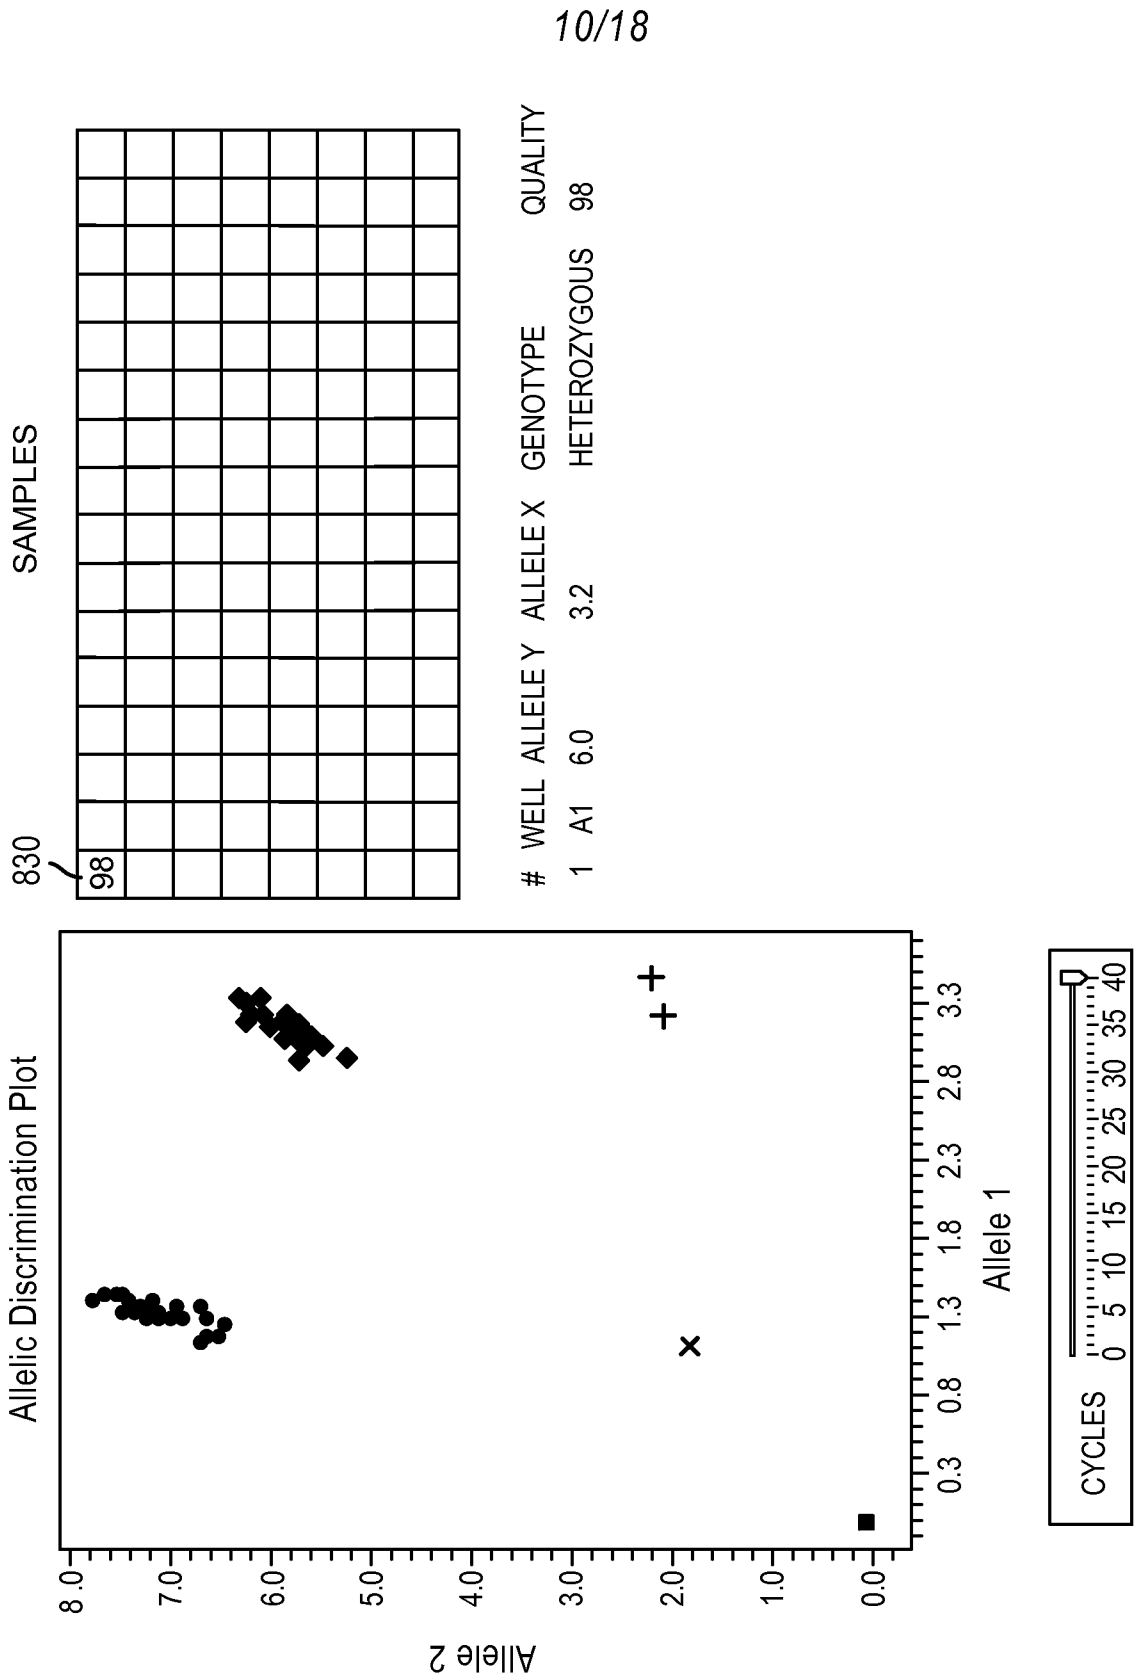 10/18
Allelic Discrimination Plot
Allele 2
8.0
7.0
6.0
5.0
4.0
3.0
2.0
1.0
0.0
0.3 0.8 1.3 1.8 2.3 2.8 3.3
Allele 1
CYCLES
0 5 10 15 20 25 30 35 40
830
SAMPLES
98
# WELL ALLELE Y ALLELE X GENOTYPE QUALITY
1 A1 6.0 3.2 HETEROZYGOUS 98